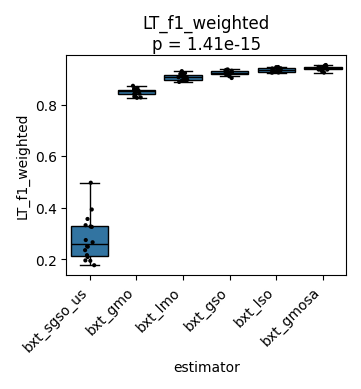 LT_f1_weighted
p = 1.41e-15
LT_f1_weighted
0.8
0.6
0.4
0.2
bxt_sgso_us
bxt_gmo
bxt_lmo
bxt_gso
bxt_lso
bxt_gmosa
estimator